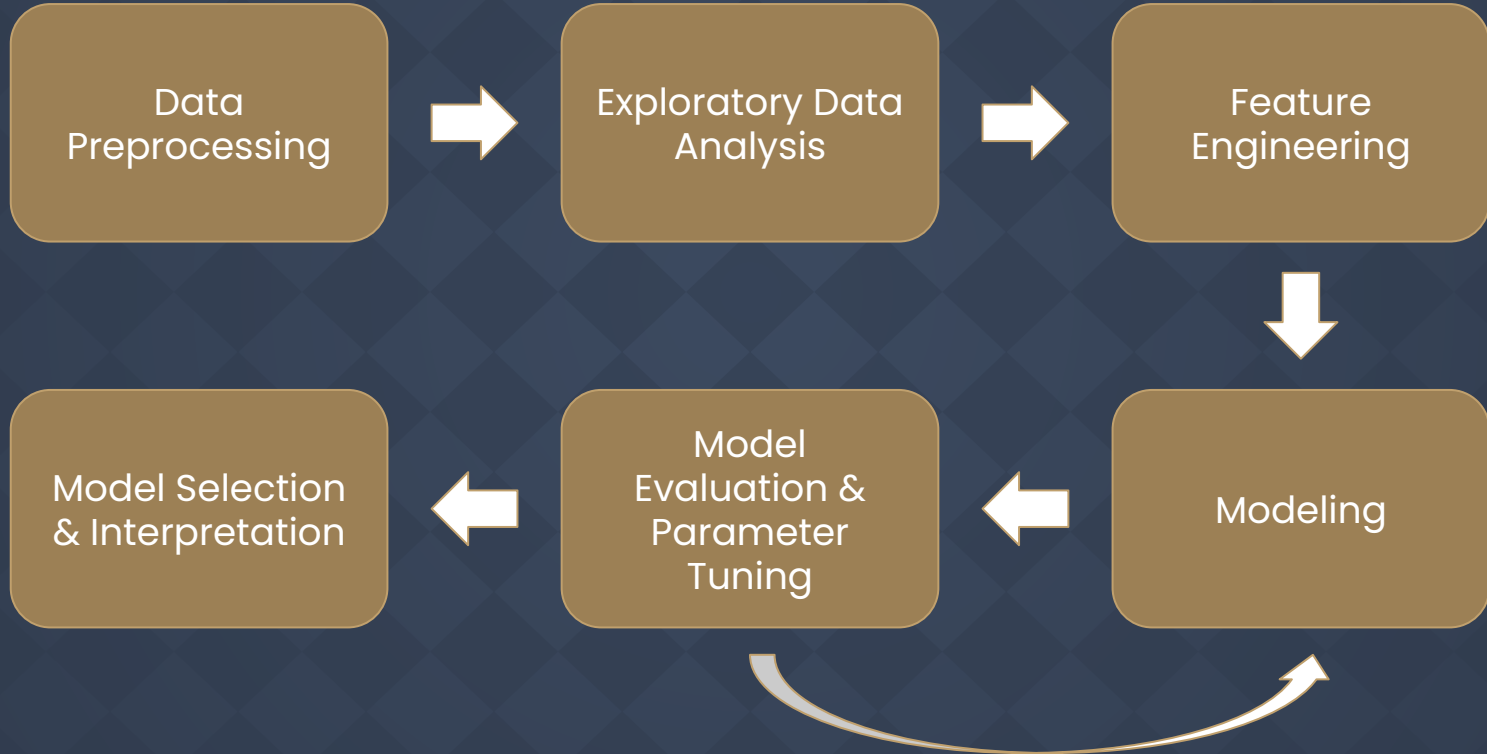 Data
Preprocessing
Exploratory Data
Analysis
Feature
Engineering
Modeling
Model
Evaluation &
Parameter
Tuning
Model Selection
& Interpretation